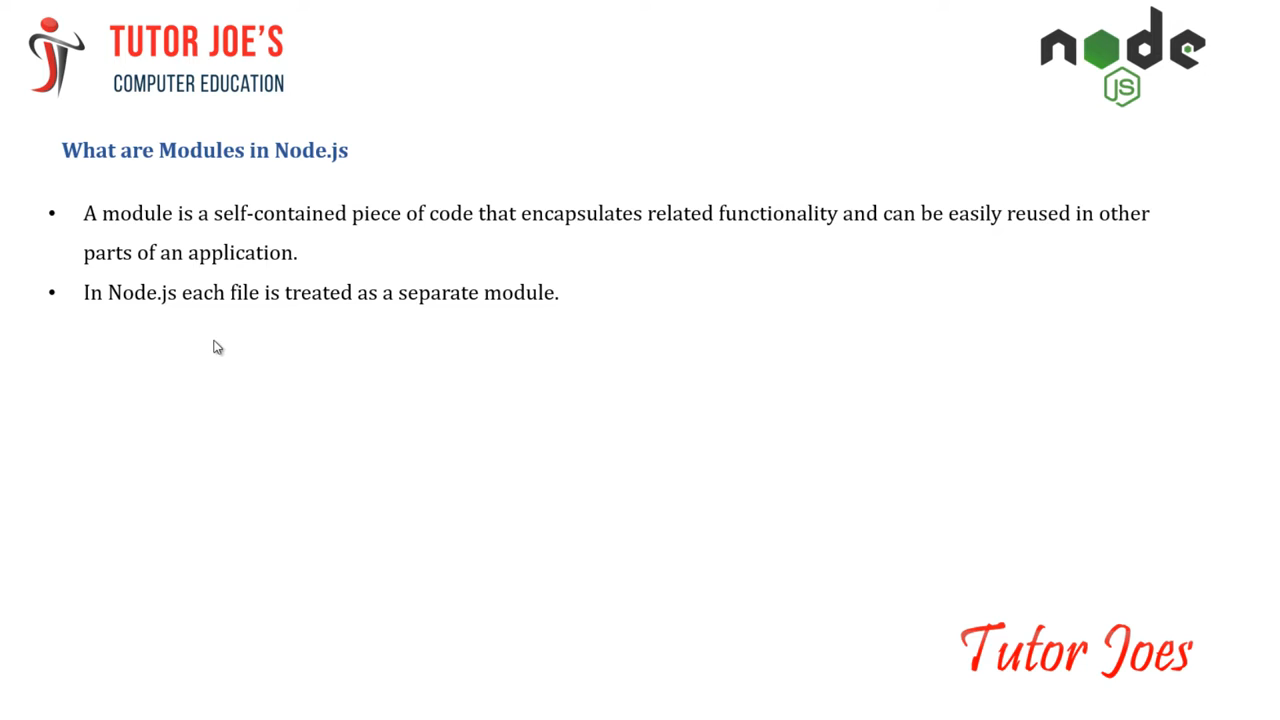 TUTOR JOE'S
COMPUTER EDUCATION
node
JS
What are Modules in Node.js
• A module is a self-contained piece of code that encapsulates related functionality and can be easily reused in other
parts of an application.
• In Node.js each file is treated as a separate module.
Tutor Joes